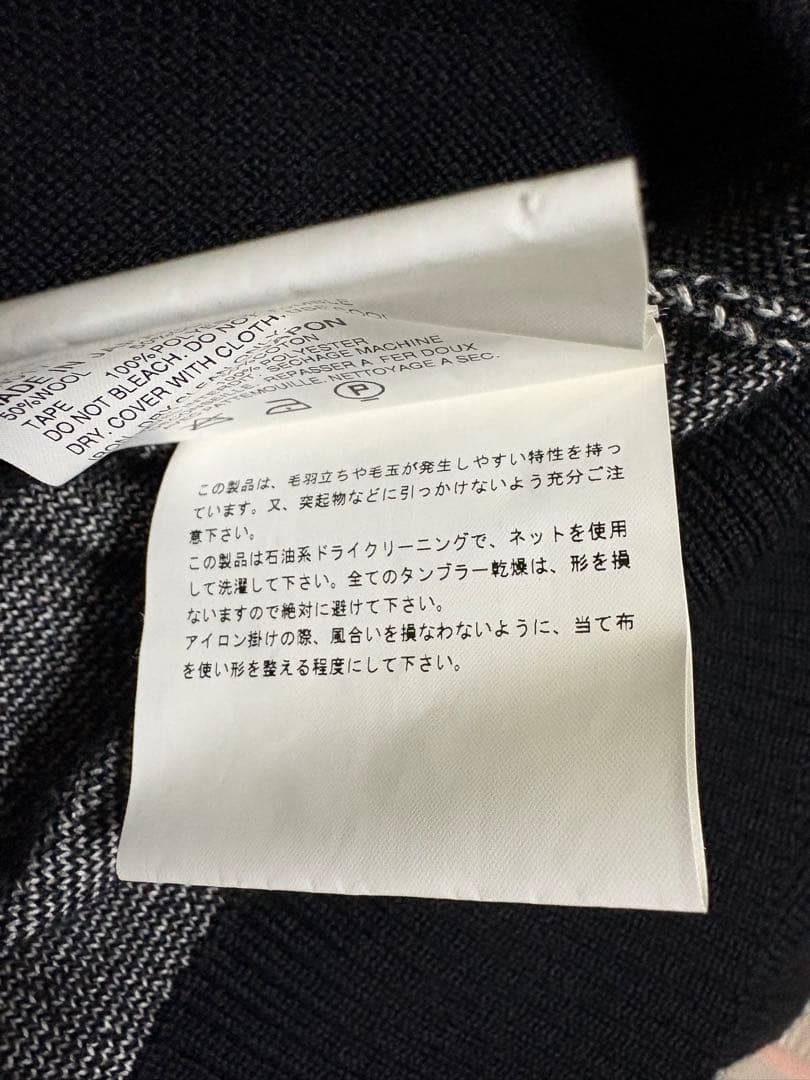 50%WOOL
TAPE 100%
DO NOT BLEACH. DO NOT
DRY. COVER WITH CLOTH.
SECHAGE MACHINE
REPASSER A FER DOUX
NETTOYAGE A SEC.
P
この製品は、毛羽立ちや毛玉が発生しやすい特性を持っ
ています。又、突起物などに引っかけないよう充分ご注
意下さい。
この製品は石油系ドライクリーニングで、ネットを使用
して洗濯して下さい。全てのタンブラー乾燥は、形を損
ないますので絶対に避けて下さい。
アイロン掛けの際、風合いを損なわないように、当て布
を使い形を整える程度にして下さい。